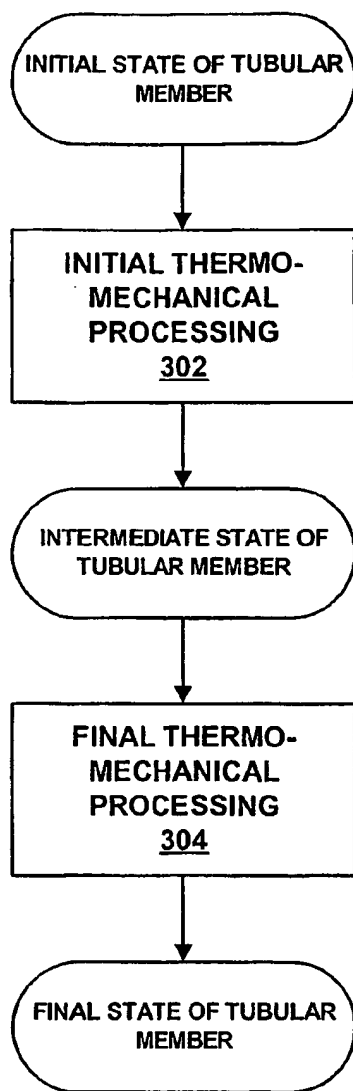 INITIAL STATE OF TUBULAR
MEMBER
INITIAL THERMO-
MECHANICAL
PROCESSING
302
INTERMEDIATE STATE OF
TUBULAR MEMBER
FINAL THERMO-
MECHANICAL
PROCESSING
304
FINAL STATE OF TUBULAR
MEMBER